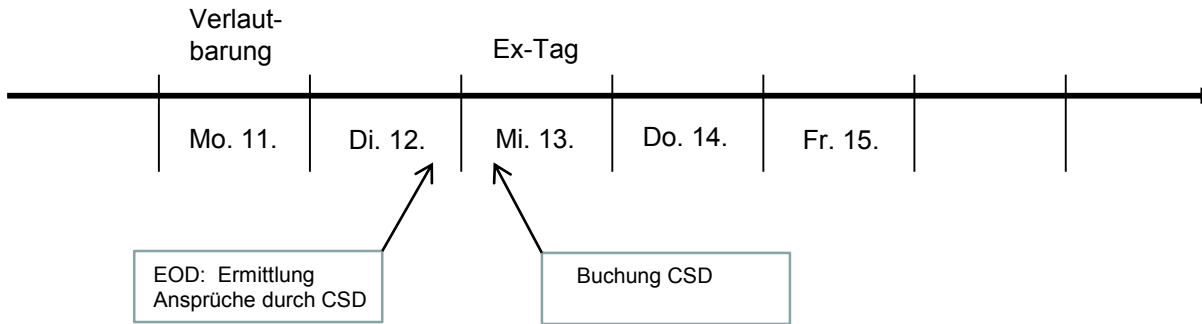 Verlaut-
barung
Ex-Tag
Mo. 11.
Di. 12.
Mi. 13.
Do. 14.
Fr. 15.
EOD:  Ermittlung
Ansprüche durch CSD
Buchung CSD